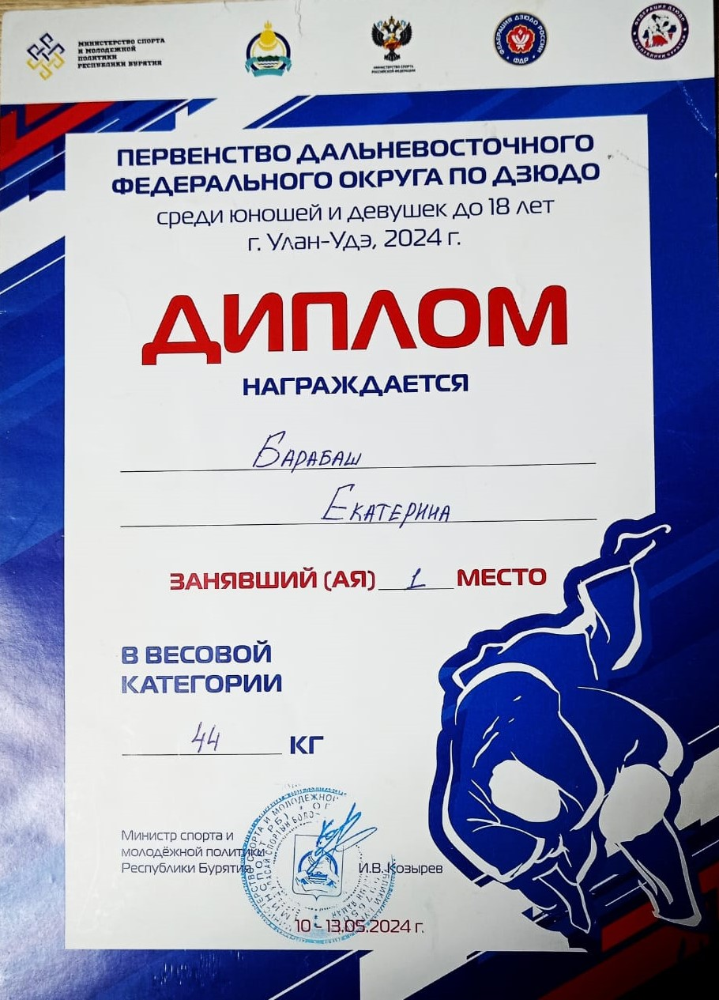 МИНИСТЕРСТВО СПОРТА
И МОЛОДЕЖНОЙ
ПОЛИТИКИ
РЕСПУБЛИКИ БУРЯТИЯ
МИНИСТЕРСТВО СПОРТА
РОССИЙСКОЙ ФЕДЕРАЦИИ
ФЕДЕРАЦИЯ ДЗЮДО РОССИИ
ФДР
ФЕДЕРАЦИЯ ДЗЮДО
РЕСПУБЛИКИ БУРЯТИЯ
ПЕРВЕНСТВО ДАЛЬНЕВОСТОЧНОГО
ФЕДЕРАЛЬНОГО ОКРУГА ПО ДЗЮДО
среди юношей и девушек до 18 лет
г. Улан-Удэ, 2024 г.
ДИПЛОМ
НАГРАЖДАЕТСЯ
Барабаш
Екатерина
ЗАНЯВШИЙ (АЯ) 1 МЕСТО
В ВЕСОВОЙ
КАТЕГОРИИ
44 КГ
Министр спорта и
молодёжной политики
Республики Бурятия И.В. Козырев
10 - 13.05.2024 г.